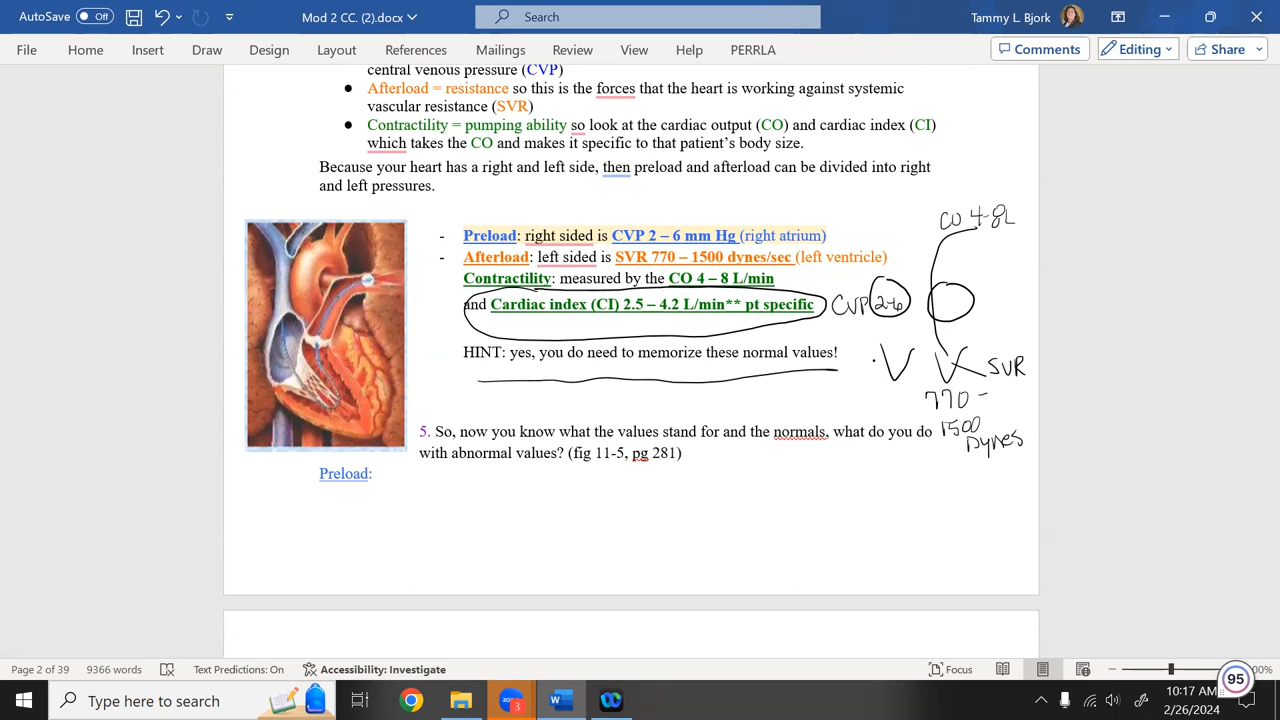 AutoSave Off
Mod 2 CC. (2).docx
Search
Tammy L. Bjork
File Home Insert Draw Design Layout References Mailings Review View Help PERRLA
Comments Editing Share
central venous pressure (CVP)
● Afterload = resistance so this is the forces that the heart is working against systemic
vascular resistance (SVR)
● Contractility = pumping ability so look at the cardiac output (CO) and cardiac index (CI)
which takes the CO and makes it specific to that patient's body size.
Because your heart has a right and left side, then preload and afterload can be divided into right
and left pressures.
- Preload: right sided is CVP 2 – 6 mm Hg (right atrium)
- Afterload: left sided is SVR 770 – 1500 dynes/sec (left ventricle)
Contractility: measured by the CO 4 – 8 L/min
and Cardiac index (CI) 2.5 – 4.2 L/min** pt specific
HINT: yes, you do need to memorize these normal values!
CO 4-8L
CVP 2-6
V V SVR
770 -
1500
Dynes
5. So, now you know what the values stand for and the normals, what do you do
with abnormal values? (fig 11-5, pg 281)
Preload:
Page 2 of 39 9366 words Text Predictions: On Accessibility: Investigate
Focus
95
Type here to search
3
10:17 AM
2/26/2024